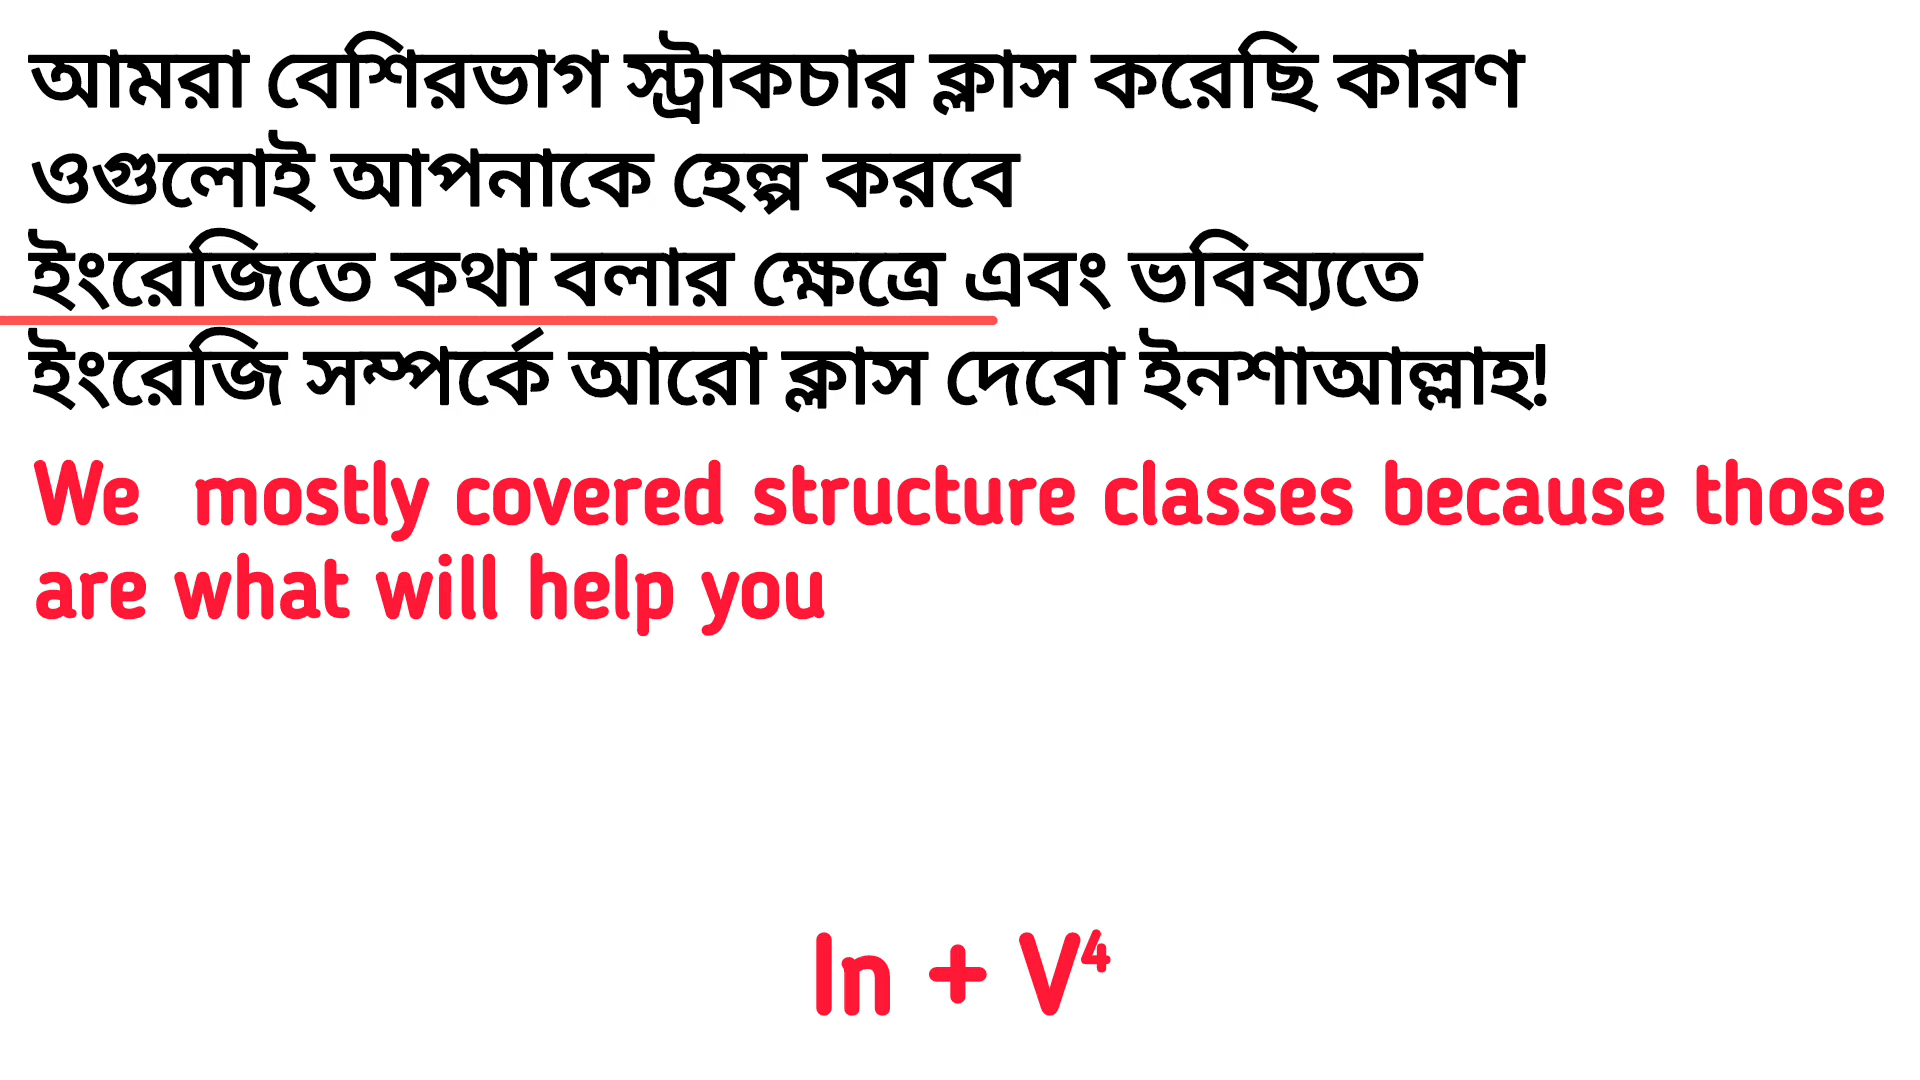 আমরা বেশিরভাগ স্ট্রাকচার ক্লাস করেছি কারণ
ওগুলোই আপনাকে হেল্প করবে
ইংরেজিতে কথা বলার ক্ষেত্রে এবং ভবিষ্যতে
ইংরেজি সম্পর্কে আরো ক্লাস দেবো ইনশাআল্লাহ!
We mostly covered structure classes because those
are what will help you
In + V⁴